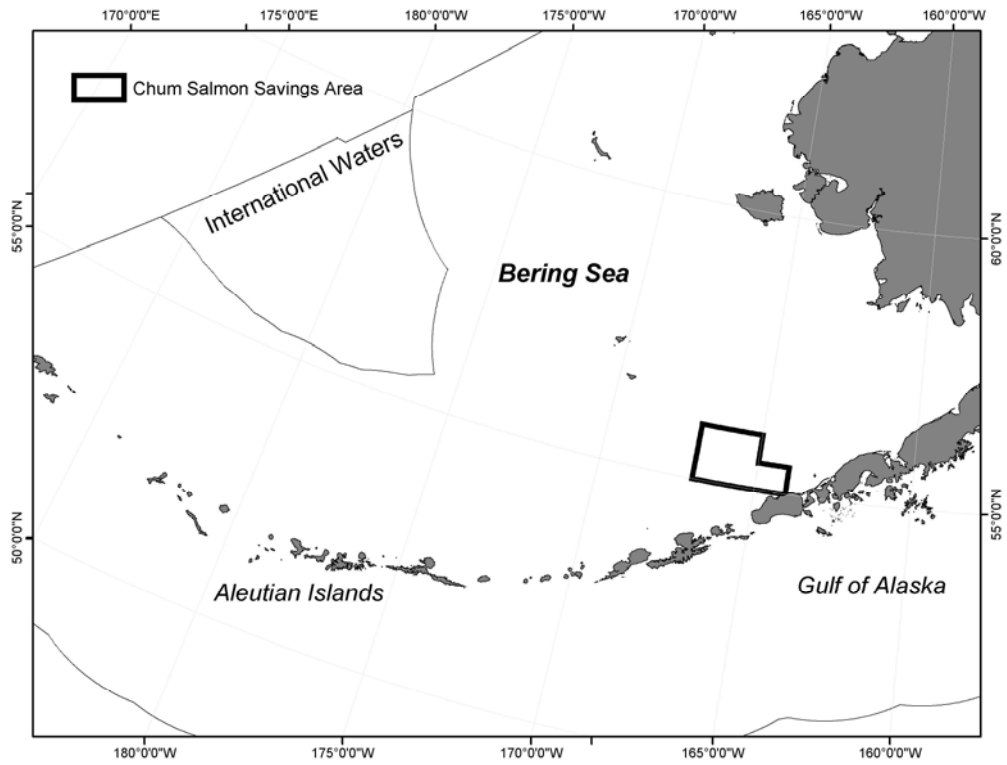 170°0'0"E 175°0'0"E 180°0'0" 175°0'0"W 170°0'0"W 165°0'0"W 160°0'0"W
Chum Salmon Savings Area
International Waters
55°0'0"N
60°0'0"N
Bering Sea
50°0'0"N
55°0'0"N
Aleutian Islands
Gulf of Alaska
180°0'0" 175°0'0"W 170°0'0"W 165°0'0"W 160°0'0"W